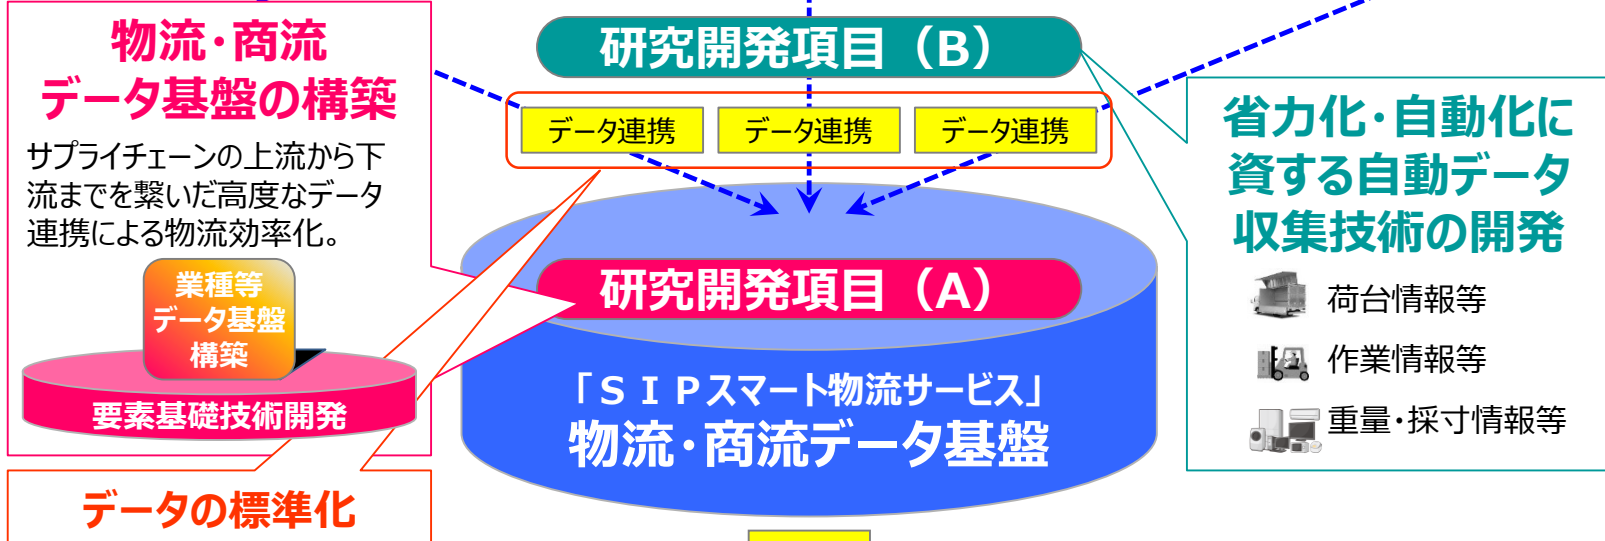 物流・商流
データ基盤の構築
サプライチェーンの上流から下
流までを繋いだ高度なデータ
連携による物流効率化。
業種等
データ基盤
構築
要素基礎技術開発
データの標準化
研究開発項目（B）
データ連携
データ連携
データ連携
研究開発項目（A）
「ＳＩＰスマート物流サービス」
物流・商流データ基盤
省力化・自動化に
資する自動データ
収集技術の開発
荷台情報等
作業情報等
重量・採寸情報等